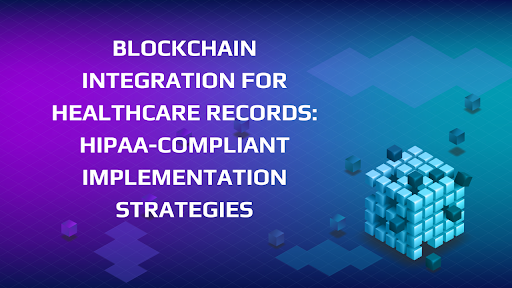 BLOCKCHAIN
INTEGRATION FOR
HEALTHCARE RECORDS:
HIPAA-COMPLIANT
IMPLEMENTATION
STRATEGIES